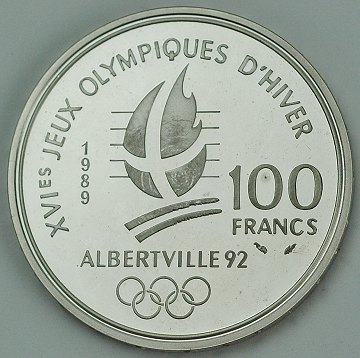 XVIES JEUX OLYMPIQUES D'HIVER
1989
100
FRANCS
ALBERTVILLE 92